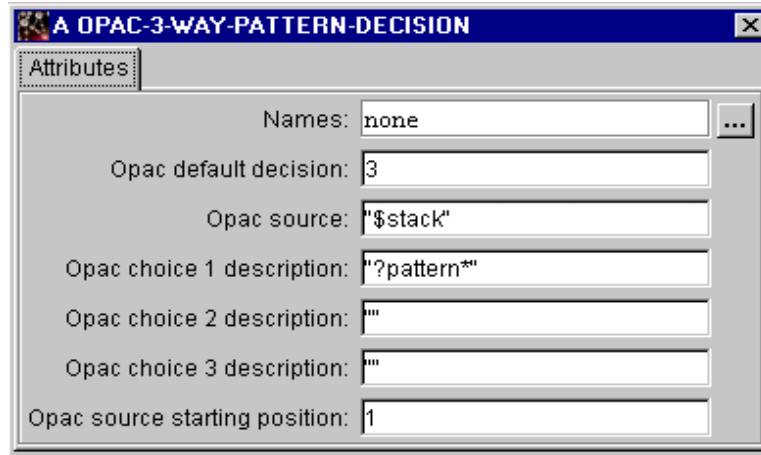 A OPAC-3-WAY-PATTERN-DECISION
Attributes
Names: none ...
Opac default decision: 3
Opac source: "$stack"
Opac choice 1 description: "?pattern*"
Opac choice 2 description: ""
Opac choice 3 description: ""
Opac source starting position: 1